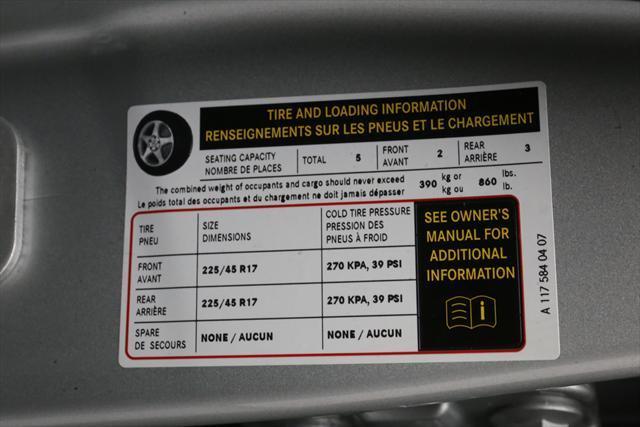 TIRE AND LOADING INFORMATION
RENSEIGNEMENTS SUR LES PNEUS ET LE CHARGEMENT
SEATING CAPACITY
NOMBRE DE PLACES
TOTAL 5
FRONT
AVANT
2
REAR
ARRIÈRE
3
The combined weight of occupants and cargo should never exceed
Le poids total des occupants et du chargement ne doit jamais dépasser
390 kg or
kg ou
860 lbs.
lb.
TIRE
PNEU
SIZE
DIMENSIONS
COLD TIRE PRESSURE
PRESSION DES
PNEUS À FROID
FRONT
AVANT
225/45 R17
270 KPA, 39 PSI
REAR
ARRIÈRE
225/45 R17
270 KPA, 39 PSI
SPARE
DE SECOURS
NONE / AUCUN
NONE / AUCUN
SEE OWNER'S
MANUAL FOR
ADDITIONAL
INFORMATION
i
A 117 584 04 07